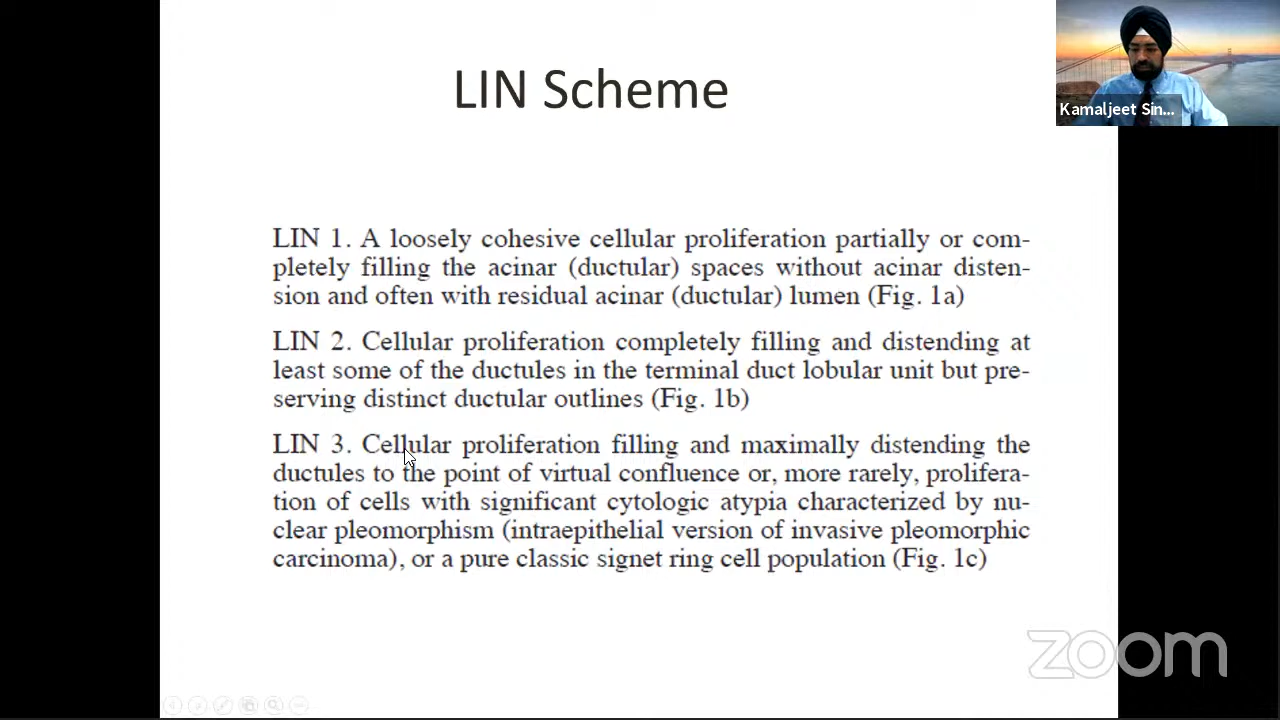 LIN Scheme
Kamaljeet Sin...
LIN 1. A loosely cohesive cellular proliferation partially or com-
pletely filling the acinar (ductular) spaces without acinar disten-
sion and often with residual acinar (ductular) lumen (Fig. 1a)
LIN 2. Cellular proliferation completely filling and distending at
least some of the ductules in the terminal duct lobular unit but pre-
serving distinct ductular outlines (Fig. 1b)
LIN 3. Cellular proliferation filling and maximally distending the
ductules to the point of virtual confluence or, more rarely, prolifera-
tion of cells with significant cytologic atypia characterized by nu-
clear pleomorphism (intraepithelial version of invasive pleomorphic
carcinoma), or a pure classic signet ring cell population (Fig. 1c)
zoom